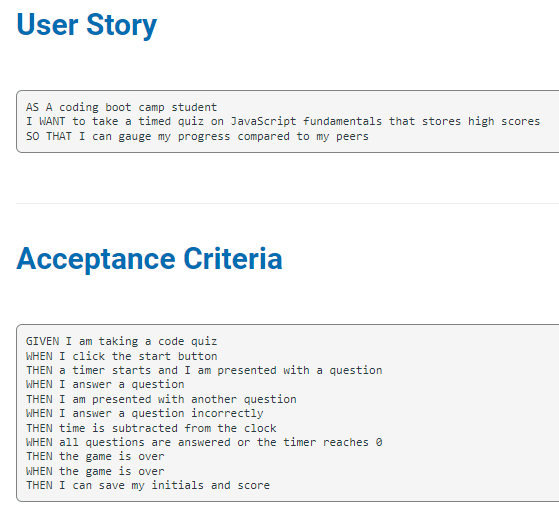 User Story
AS A coding boot camp student
I WANT to take a timed quiz on JavaScript fundamentals that stores high scores
SO THAT I can gauge my progress compared to my peers
Acceptance Criteria
GIVEN I am taking a code quiz
WHEN I click the start button
THEN a timer starts and I am presented with a question
WHEN I answer a question
THEN I am presented with another question
WHEN I answer a question incorrectly
THEN time is subtracted from the clock
WHEN all questions are answered or the timer reaches 0
THEN the game is over
WHEN the game is over
THEN I can save my initials and score